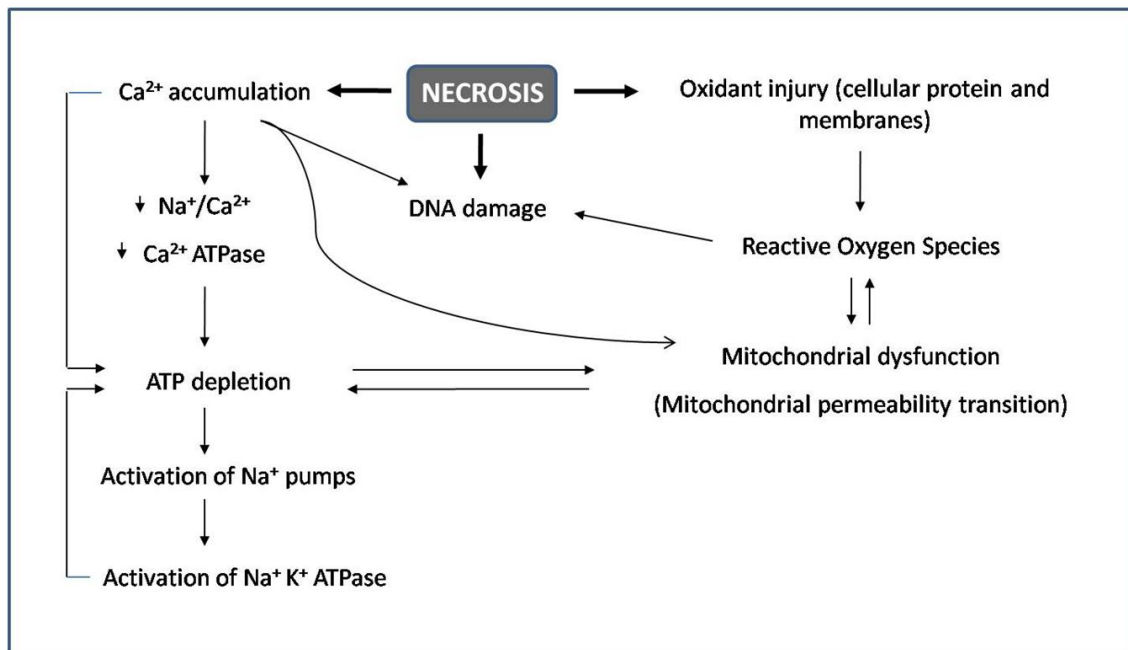 NECROSIS
Ca²⁺ accumulation
Oxidant injury (cellular protein and
membranes)
Na⁺/Ca²⁺
Ca²⁺ ATPase
DNA damage
Reactive Oxygen Species
Mitochondrial dysfunction
(Mitochondrial permeability transition)
ATP depletion
Activation of Na⁺ pumps
Activation of Na⁺ K⁺ ATPase